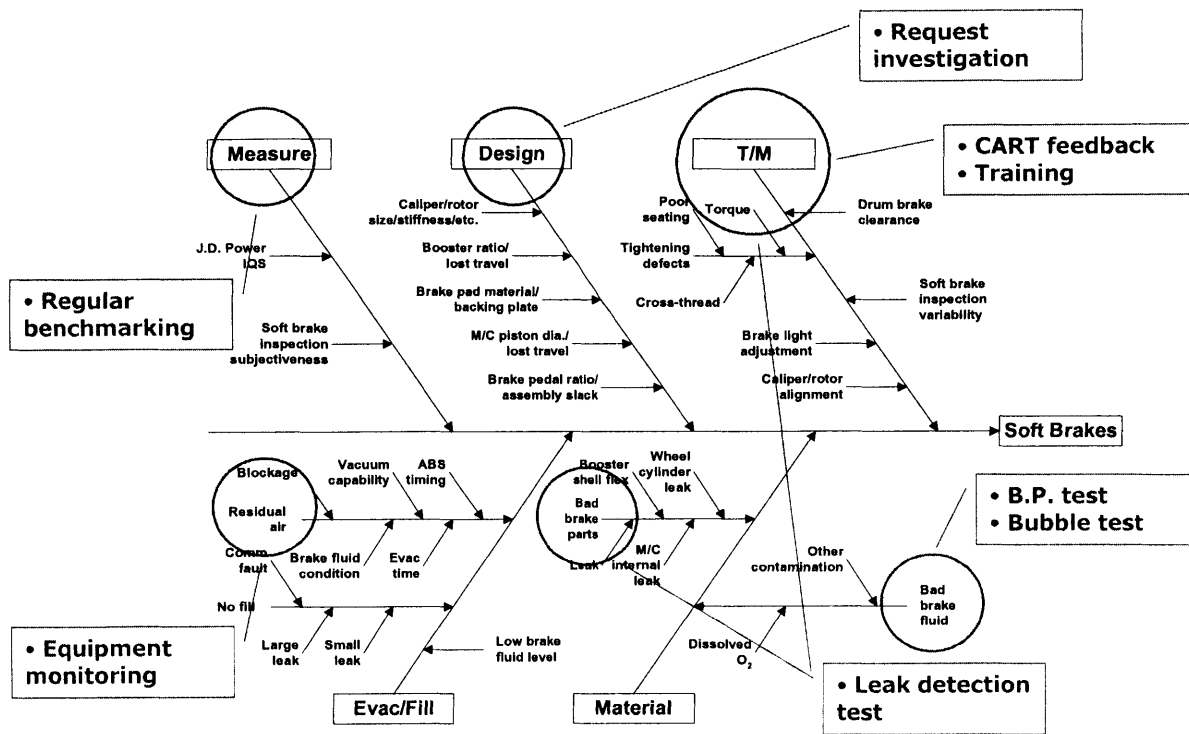 • Request
investigation
Measure
Design
T/M
• CART feedback
• Training
Caliper/rotor
size/stiffness/etc.
Poor
seating
Torque
Drum brake
clearance
J.D. Power
IQS
Booster ratio/
lost travel
Tightening
defects
• Regular
benchmarking
Brake pad material/
backing plate
Cross-thread
Soft brake
inspection
variability
Soft brake
inspection
subjectiveness
M/C piston dia./
lost travel
Brake light
adjustment
Brake pedal ratio/
assembly slack
Caliper/rotor
alignment
Soft Brakes
Blockage
Vacuum
capability
ABS
timing
Booster
shell flex
Wheel
cylinder
leak
• B.P. test
• Bubble test
Residual
air
Bad
brake
parts
Comm
fault
Brake fluid
condition
Evac
time
Leak
M/C
internal
leak
Other
contamination
No fill
Bad
brake
fluid
• Equipment
monitoring
Large
leak
Small
leak
Low brake
fluid level
Dissolved
O2
• Leak detection
test
Evac/Fill
Material